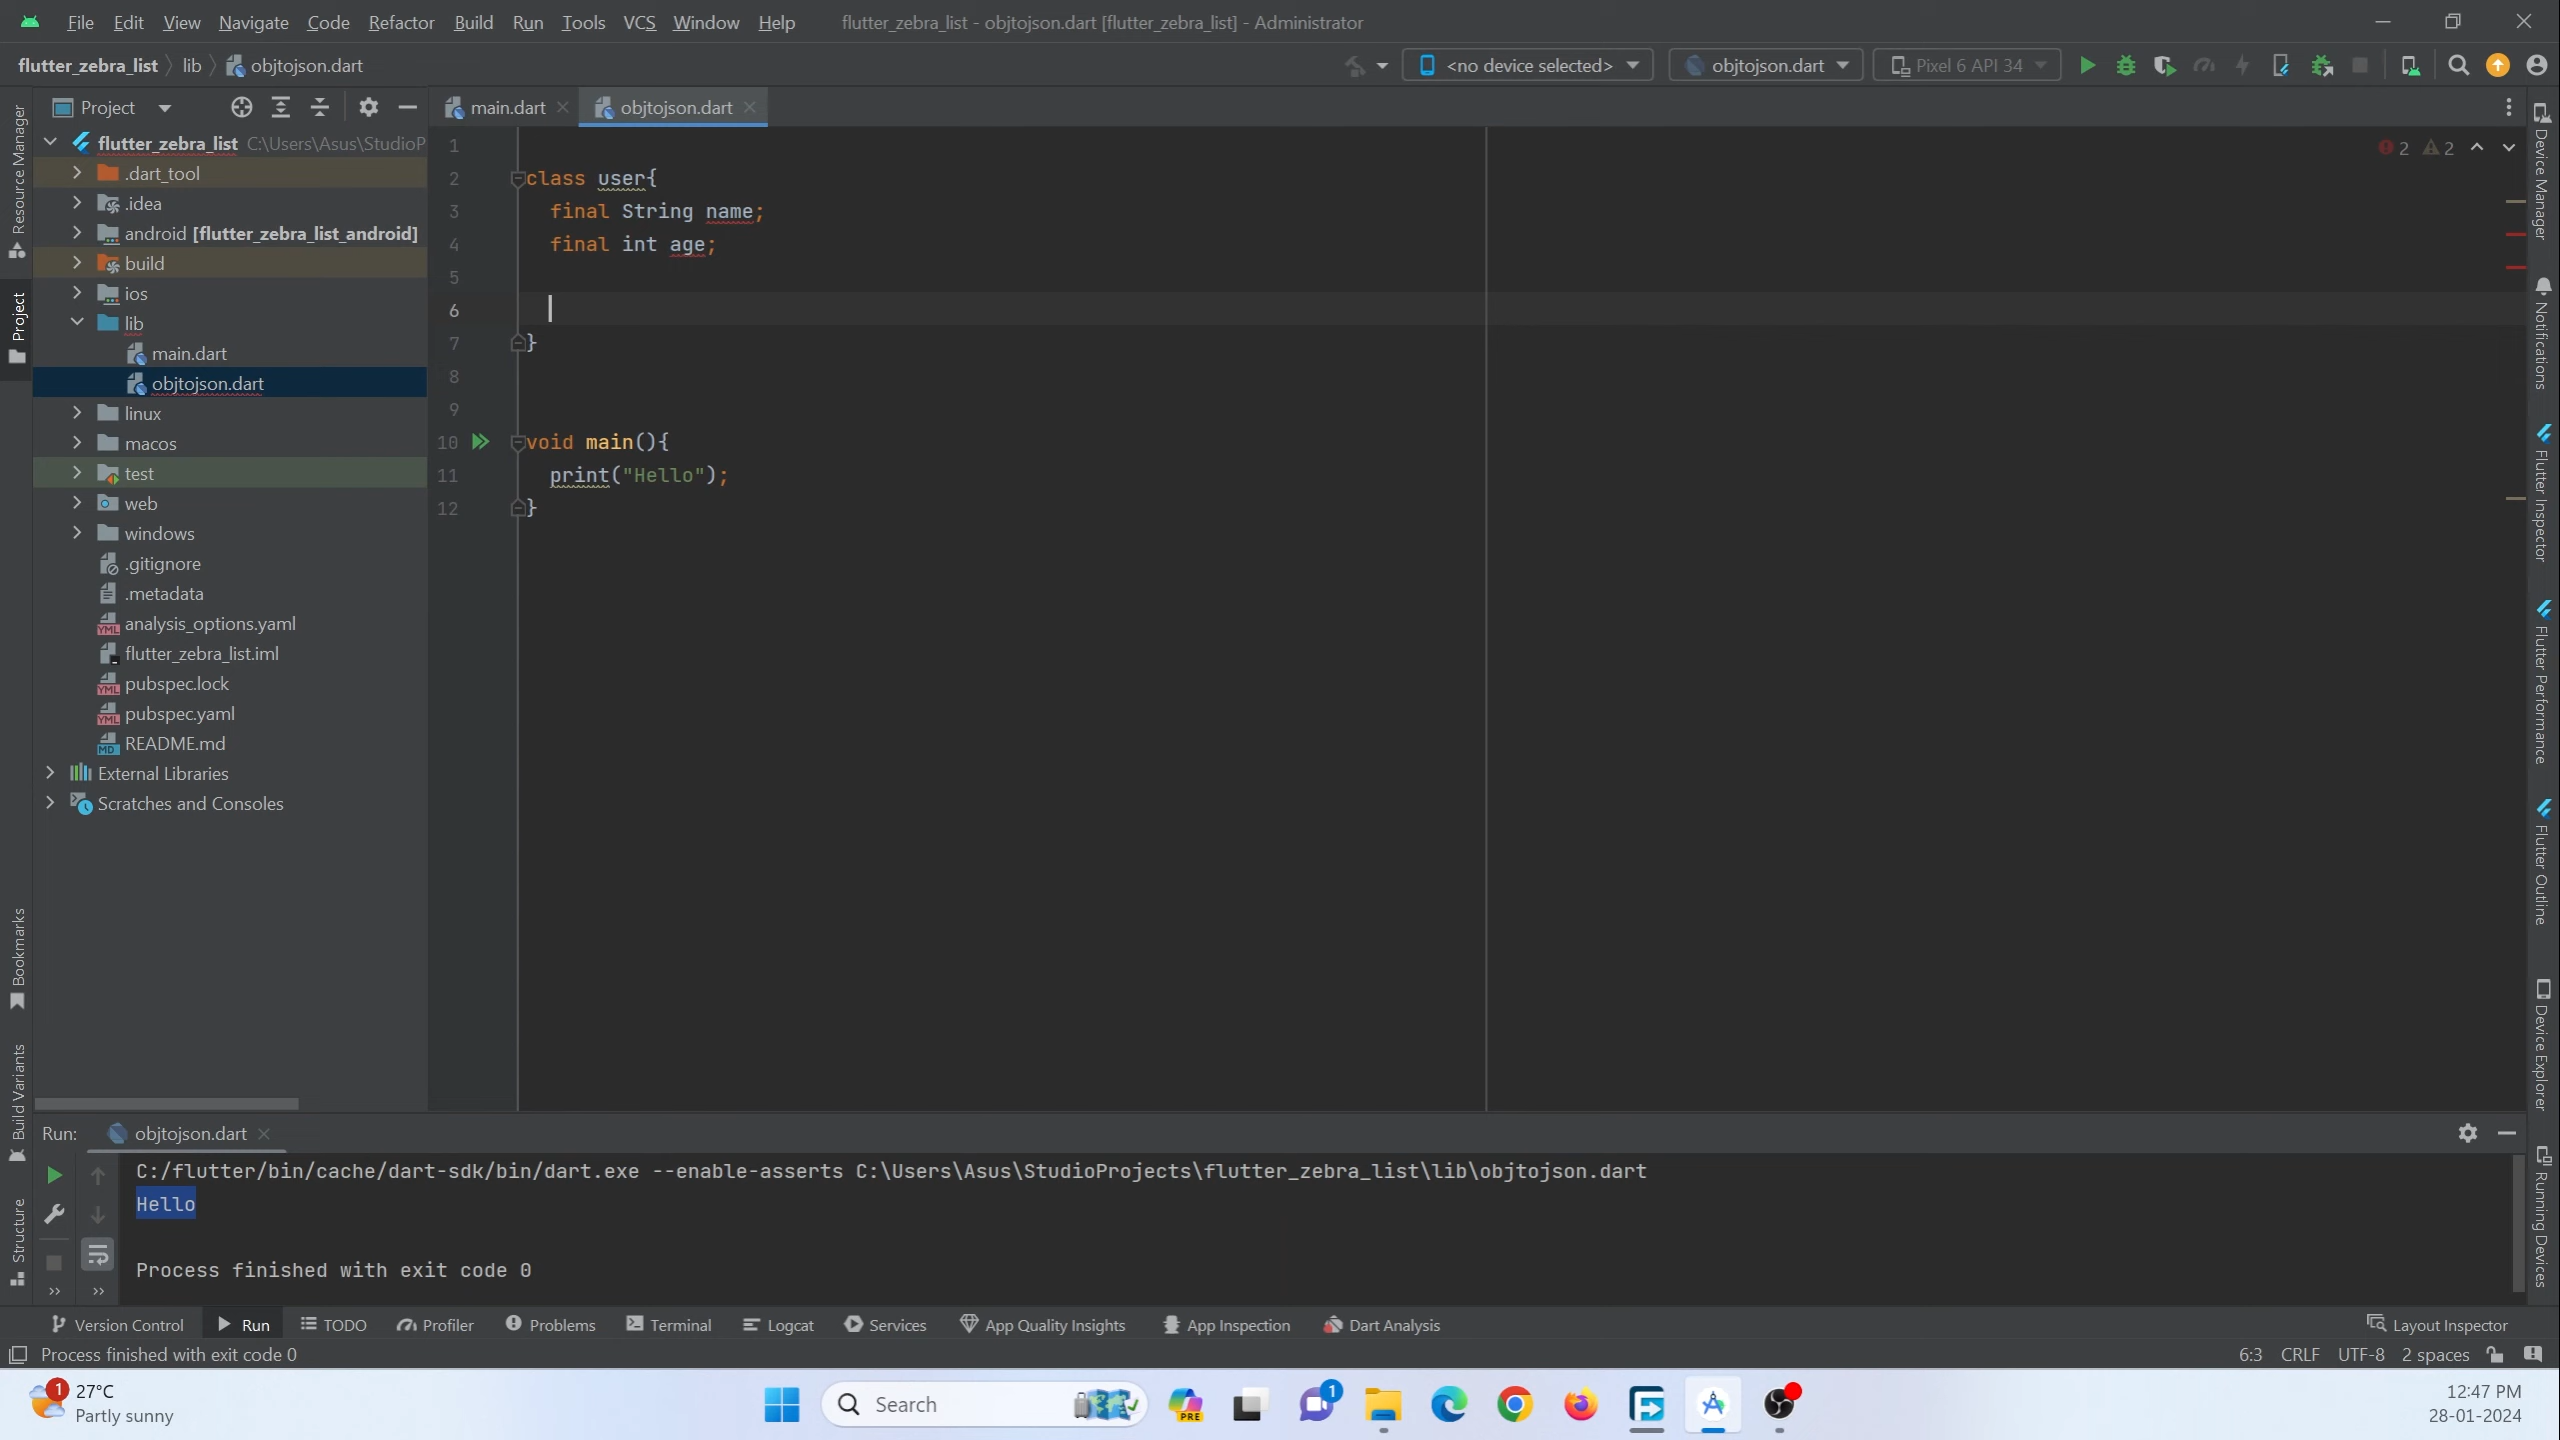 File Edit View Navigate Code Refactor Build Run Tools VCS Window Help flutter_zebra_list - objtojson.dart [flutter_zebra_list] - Administrator
flutter_zebra_list lib objtojson.dart <no device selected> objtojson.dart Pixel 6 API 34
Project main.dart objtojson.dart
flutter_zebra_list C:\Users\Asus\StudioP
.dart_tool
.idea
android [flutter_zebra_list_android]
build
ios
lib
main.dart
objtojson.dart
linux
macos
test
web
windows
.gitignore
.metadata
analysis_options.yaml
flutter_zebra_list.iml
pubspec.lock
pubspec.yaml
README.md
External Libraries
Scratches and Consoles
Resource Manager
Project
Bookmarks
Build Variants
Structure
1
2 class user{
3 final String name;
4 final int age;
5
6
7 }
8
9
10 void main(){
11 print("Hello");
12 }
2 2
Device Manager
Notifications
Flutter Inspector
Flutter Performance
Flutter Outline
Device Explorer
Running Devices
Run: objtojson.dart
C:/flutter/bin/cache/dart-sdk/bin/dart.exe --enable-asserts C:\Users\Asus\StudioProjects\flutter_zebra_list\lib\objtojson.dart
Hello
Process finished with exit code 0
Version Control Run TODO Profiler Problems Terminal Logcat Services App Quality Insights App Inspection Dart Analysis Layout Inspector
Process finished with exit code 0 6:3 CRLF UTF-8 2 spaces
1 27°C
Partly sunny
Search
PRE
1
12:47 PM
28-01-2024